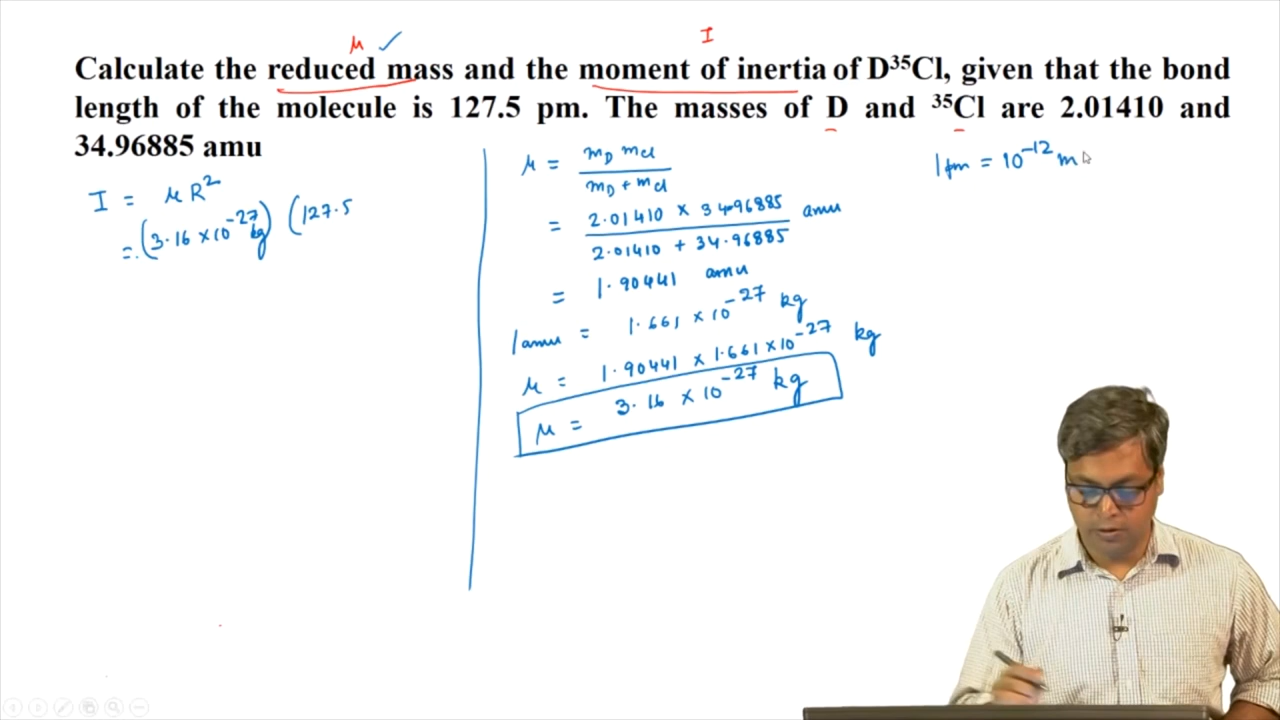 μ ✓ I
Calculate the reduced mass and the moment of inertia of D³⁵Cl, given that the bond
length of the molecule is 127.5 pm. The masses of D and ³⁵Cl are 2.01410 and
34.96885 amu
I = μR²
= (3.16 × 10⁻²⁷ kg) (127.5
μ = m_D m_Cl / m_D + m_Cl
= 2.01410 × 34.96885 / 2.01410 + 34.96885 amu
= 1.90441 amu
1 amu = 1.661 × 10⁻²⁷ kg
μ = 1.90441 × 1.661 × 10⁻²⁷ kg
μ = 3.16 × 10⁻²⁷ kg
1 pm = 10⁻¹² m